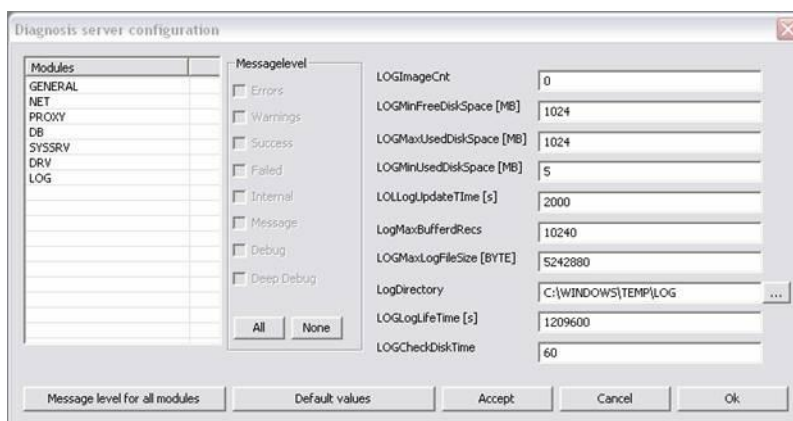 Diagnosis server configuration
Modules
GENERAL
NET
PROXY
DB
SYSSRV
DRV
LOG
Messagelevel
Errors
Warnings
Success
Failed
Internal
Message
Debug
Deep Debug
All None
LOGImageCnt 0
LOGMinFreeDiskSpace [MB] 1024
LOGMaxUsedDiskSpace [MB] 1024
LOGMinUsedDiskSpace [MB] 5
LOLLogUpdateTIme [s] 2000
LogMaxBufferdRecs 10240
LOGMaxLogFileSize [BYTE] 5242880
LogDirectory C:\WINDOWS\TEMP\LOG ...
LOGLogLifeTime [s] 1209600
LOGCheckDiskTime 60
Message level for all modules Default values Accept Cancel Ok